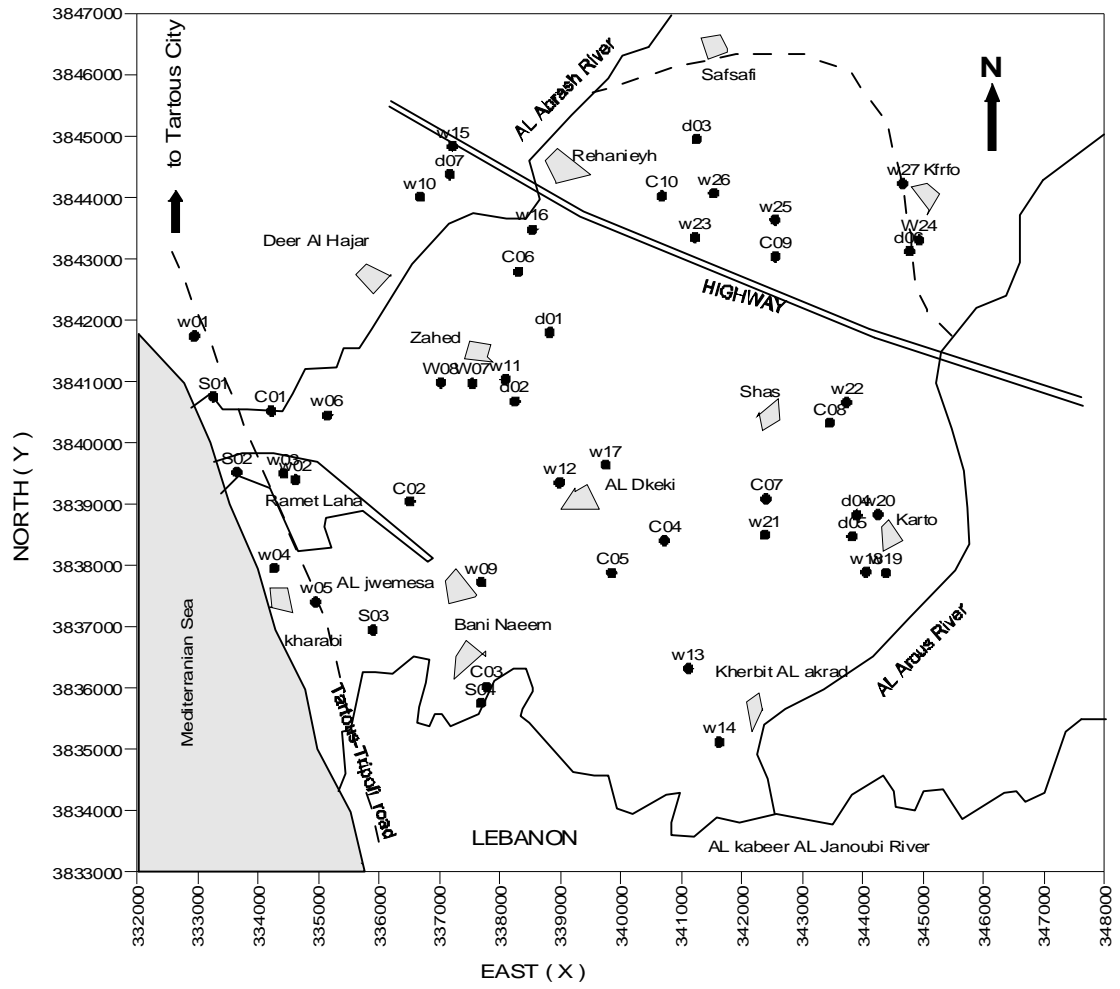 3847000
3846000
3845000
3844000
3843000
3842000
3841000
3840000
3839000
3838000
3837000
3836000
3835000
3834000
3833000
NORTH ( Y )
to Tartous City
AL Abrash River
Safsafi
N
d03
w15
Rehanieyh
d07
w27 Kfrfo
w10
C10
w26
w16
w25
W24
w23
d06
Deer Al Hajar
C06
C09
HIGHWAY
d01
w01
Zahed
W08
W07
w11
d02
S01
C01
w06
Shas
w22
C08
S02
w03
w02
w17
w12
AL Dkeki
C07
Ramet Laha
C02
d04
w20
Karto
C04
w21
d05
C05
w18
w19
w04
AL jwemesa
w09
w05
S03
Bani Naeem
kharabi
Mediterranian Sea
C03
S04
w13
Kherbit AL akrad
AL Arous River
w14
Tartous-Tripoli road
LEBANON
AL kabeer AL Janoubi River
332000
333000
334000
335000
336000
337000
338000
339000
340000
341000
342000
343000
344000
345000
346000
347000
348000
EAST ( X )